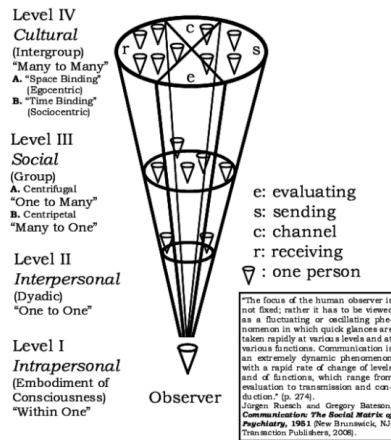 Level IV
Cultural
(Intergroup)
"Many to Many"
A. "Space Binding"
(Egocentric)
B. "Time Binding"
(Sociocentric)
r
c
s
e
Level III
Social
(Group)
A. Centrifugal
"One to Many"
B. Centripetal
"Many to One"
Level II
Interpersonal
(Dyadic)
"One to One"
Level I
Intrapersonal
(Embodiment of
Consciousness)
"Within One"
Observer
e: evaluating
s: sending
c: channel
r: receiving
: one person
"The focus of the human observer is
not fixed; rather it has to be viewed
as a fluctuating or oscillating phe-
nomenon in which quick glances are
taken rapidly at various levels and at
various functions. Communication is
an extremely dynamic phenomenon
with a rapid rate of change of levels
and of functions, which range from
evaluation to transmission and con-
duction." (p. 274).
Jürgen Ruesch and Gregory Bateson,
Communication: The Social Matrix of
Psychiatry, 1951 (New Brunswick, NJ:
Transaction Publishers, 2008).